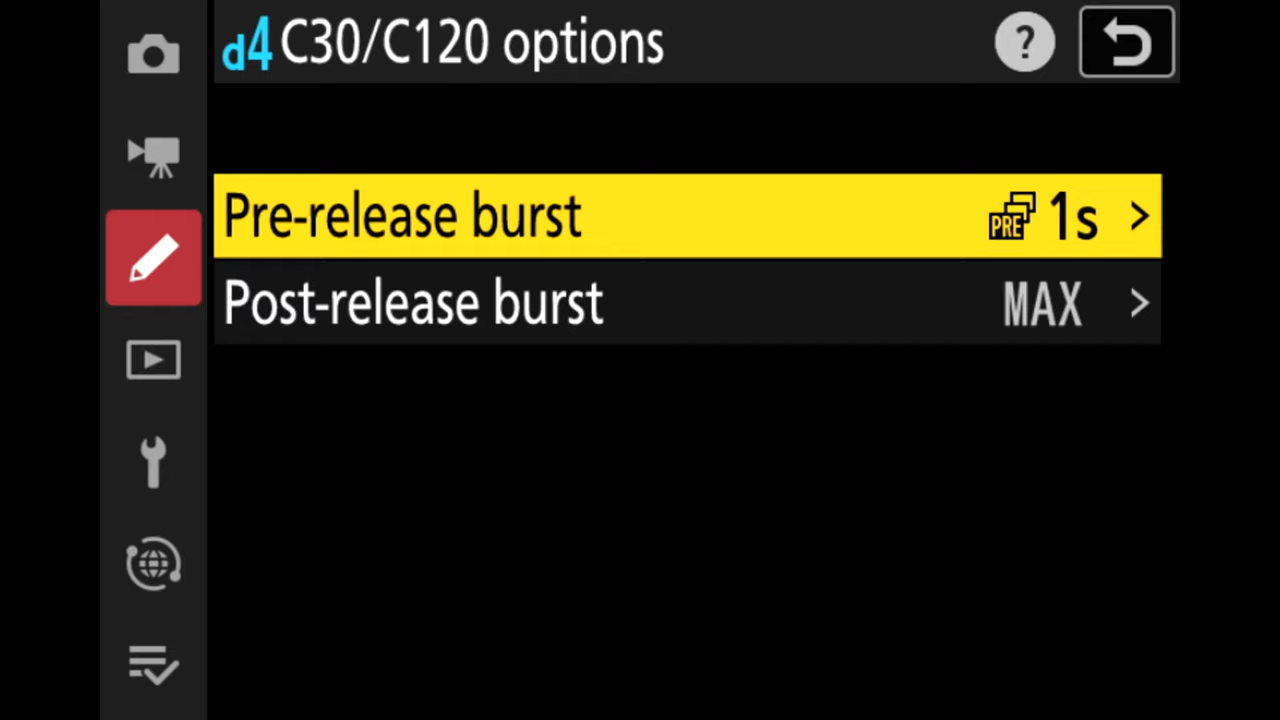 d4 C30/C120 options ?
Pre-release burst PRE 1s >
Post-release burst MAX >